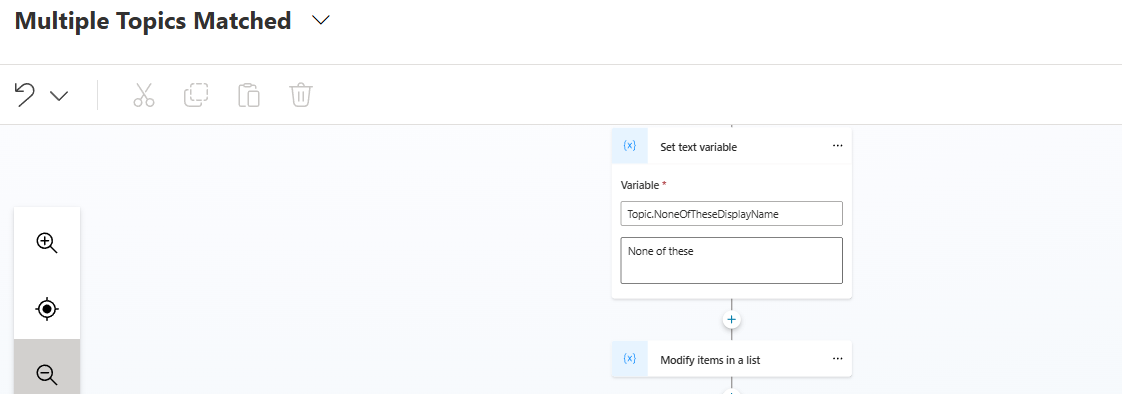 Multiple Topics Matched
{x} Set text variable ...
Variable *
Topic.NoneOfTheseDisplayName
None of these
{x} Modify items in a list ...